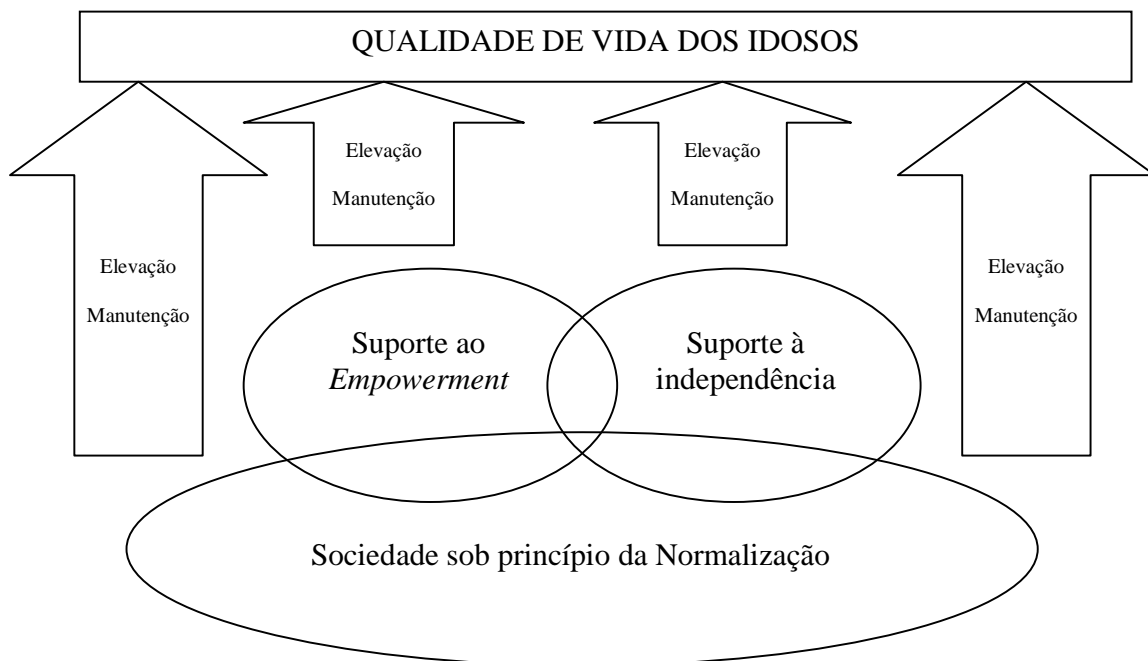 QUALIDADE DE VIDA DOS IDOSOS
Elevação
Manutenção
Elevação
Manutenção
Elevação
Manutenção
Elevação
Manutenção
Suporte ao
Empowerment
Suporte à
independência
Sociedade sob princípio da Normalização